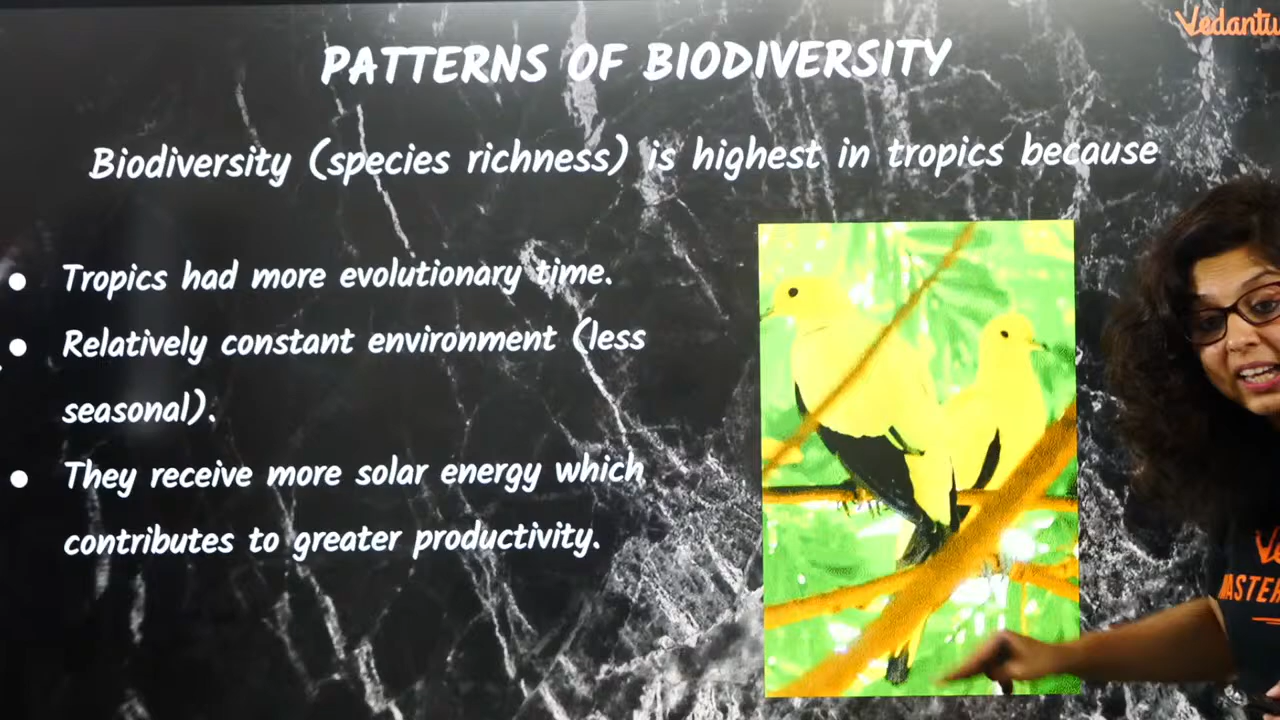 Vedantu
PATTERNS OF BIODIVERSITY
Biodiversity (species richness) is highest in tropics because
• Tropics had more evolutionary time.
• Relatively constant environment (less
seasonal).
• They receive more solar energy which
contributes to greater productivity.